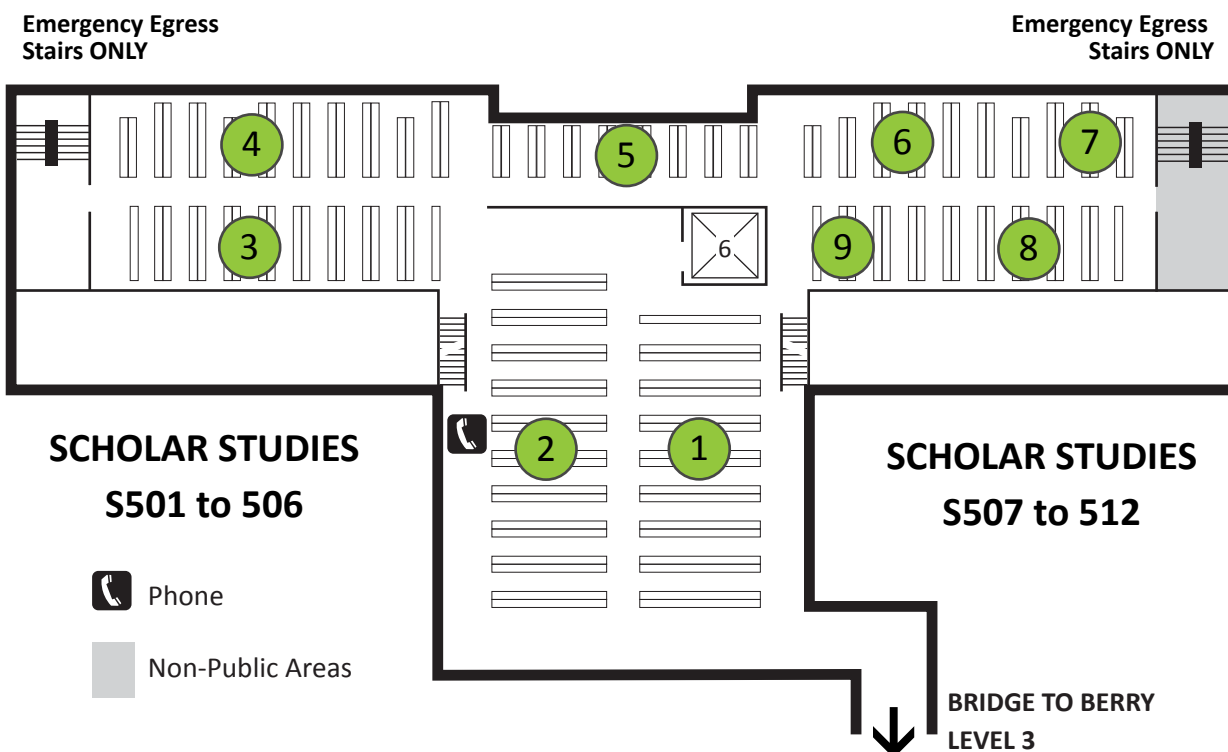 Emergency Egress
Stairs ONLY
Emergency Egress
Stairs ONLY
4
5
6
7
3
6
9
8
2
1
SCHOLAR STUDIES
S501 to 506
SCHOLAR STUDIES
S507 to 512
Phone
Non-Public Areas
BRIDGE TO BERRY
LEVEL 3